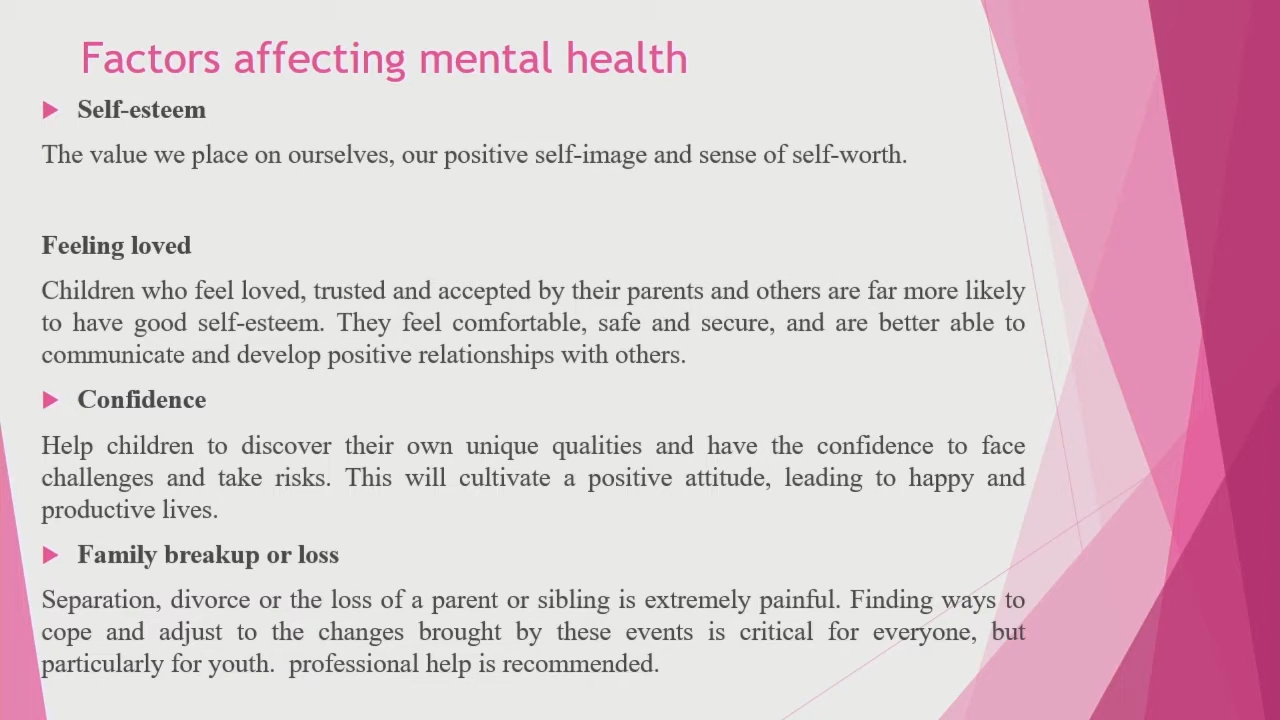 Factors affecting mental health
Self-esteem
The value we place on ourselves, our positive self-image and sense of self-worth.
Feeling loved
Children who feel loved, trusted and accepted by their parents and others are far more likely
to have good self-esteem. They feel comfortable, safe and secure, and are better able to
communicate and develop positive relationships with others.
Confidence
Help children to discover their own unique qualities and have the confidence to face
challenges and take risks. This will cultivate a positive attitude, leading to happy and
productive lives.
Family breakup or loss
Separation, divorce or the loss of a parent or sibling is extremely painful. Finding ways to
cope and adjust to the changes brought by these events is critical for everyone, but
particularly for youth.  professional help is recommended.